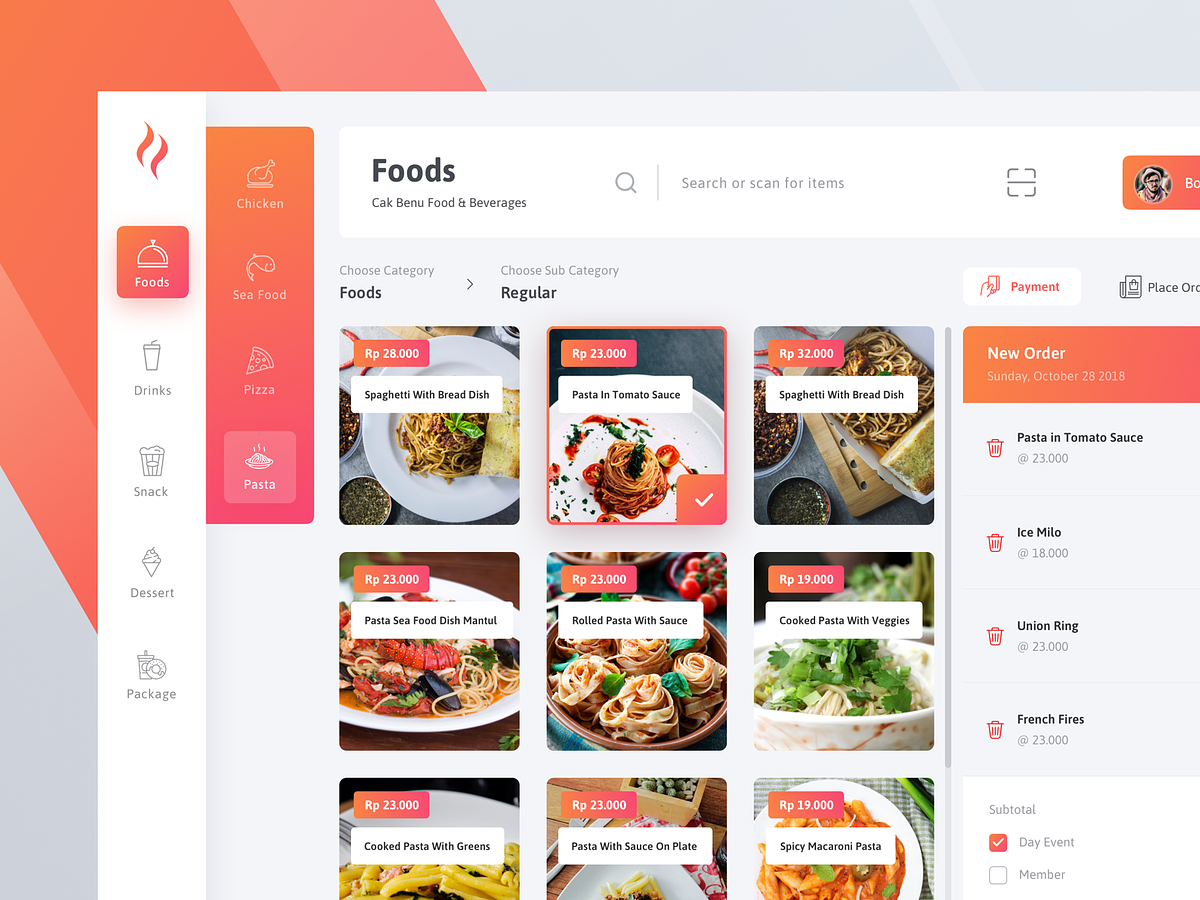 Foods
Drinks
Snack
Dessert
Package
Chicken
Sea Food
Pizza
Pasta
Foods
Cak Benu Food & Beverages
Search or scan for items
Bo
Choose Category
Foods
Choose Sub Category
Regular
Payment
Place Ord
Rp 28.000
Spaghetti With Bread Dish
Rp 23.000
Pasta In Tomato Sauce
Rp 32.000
Spaghetti With Bread Dish
Rp 23.000
Pasta Sea Food Dish Mantul
Rp 23.000
Rolled Pasta With Sauce
Rp 19.000
Cooked Pasta With Veggies
Rp 23.000
Cooked Pasta With Greens
Rp 23.000
Pasta With Sauce On Plate
Rp 19.000
Spicy Macaroni Pasta
New Order
Sunday, October 28 2018
Pasta in Tomato Sauce
@ 23.000
Ice Milo
@ 18.000
Union Ring
@ 23.000
French Fires
@ 23.000
Subtotal
Day Event
Member